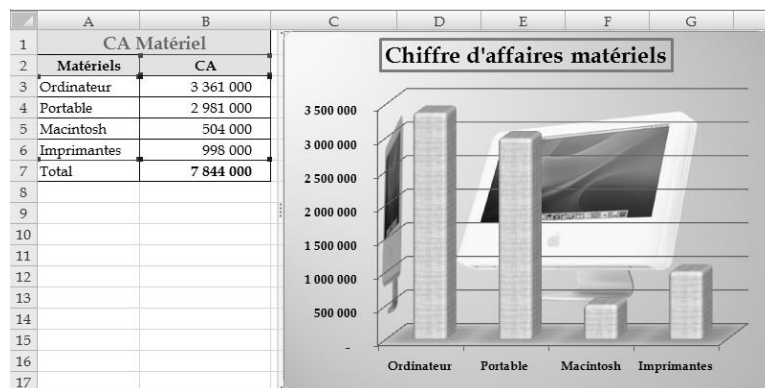 A B C D E F G
1 CA Matériel
2 Matériels CA
3 Ordinateur 3 361 000
4 Portable 2 981 000
5 Macintosh 504 000
6 Imprimantes 998 000
7 Total 7 844 000
8
9
10
11
12
13
14
15
16
17
Chiffre d'affaires matériels
3 500 000
3 000 000
2 500 000
2 000 000
1 500 000
1 000 000
500 000
-
Ordinateur Portable Macintosh Imprimantes